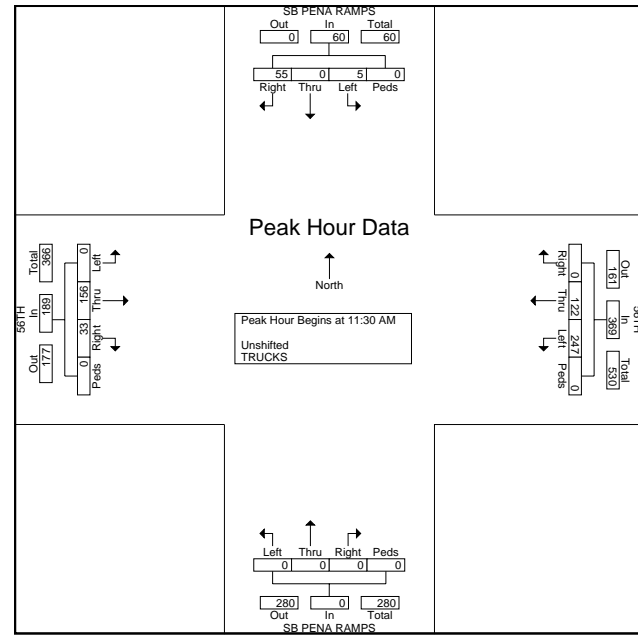 SB PENA RAMPS
Out In Total
0 60 60
55 0 5 0
Right Thru Left Peds
Peak Hour Data
North
Peak Hour Begins at 11:30 AM
Unshifted
TRUCKS
56TH
Total In Out
366 189 177
0 156 33 0
Left Thru Right Peds
Right Thru Left Peds
0 122 247 0
Out In Total
161 369 530
56TH
Left Thru Right Peds
0 0 0 0
280 0 280
Out In Total
SB PENA RAMPS